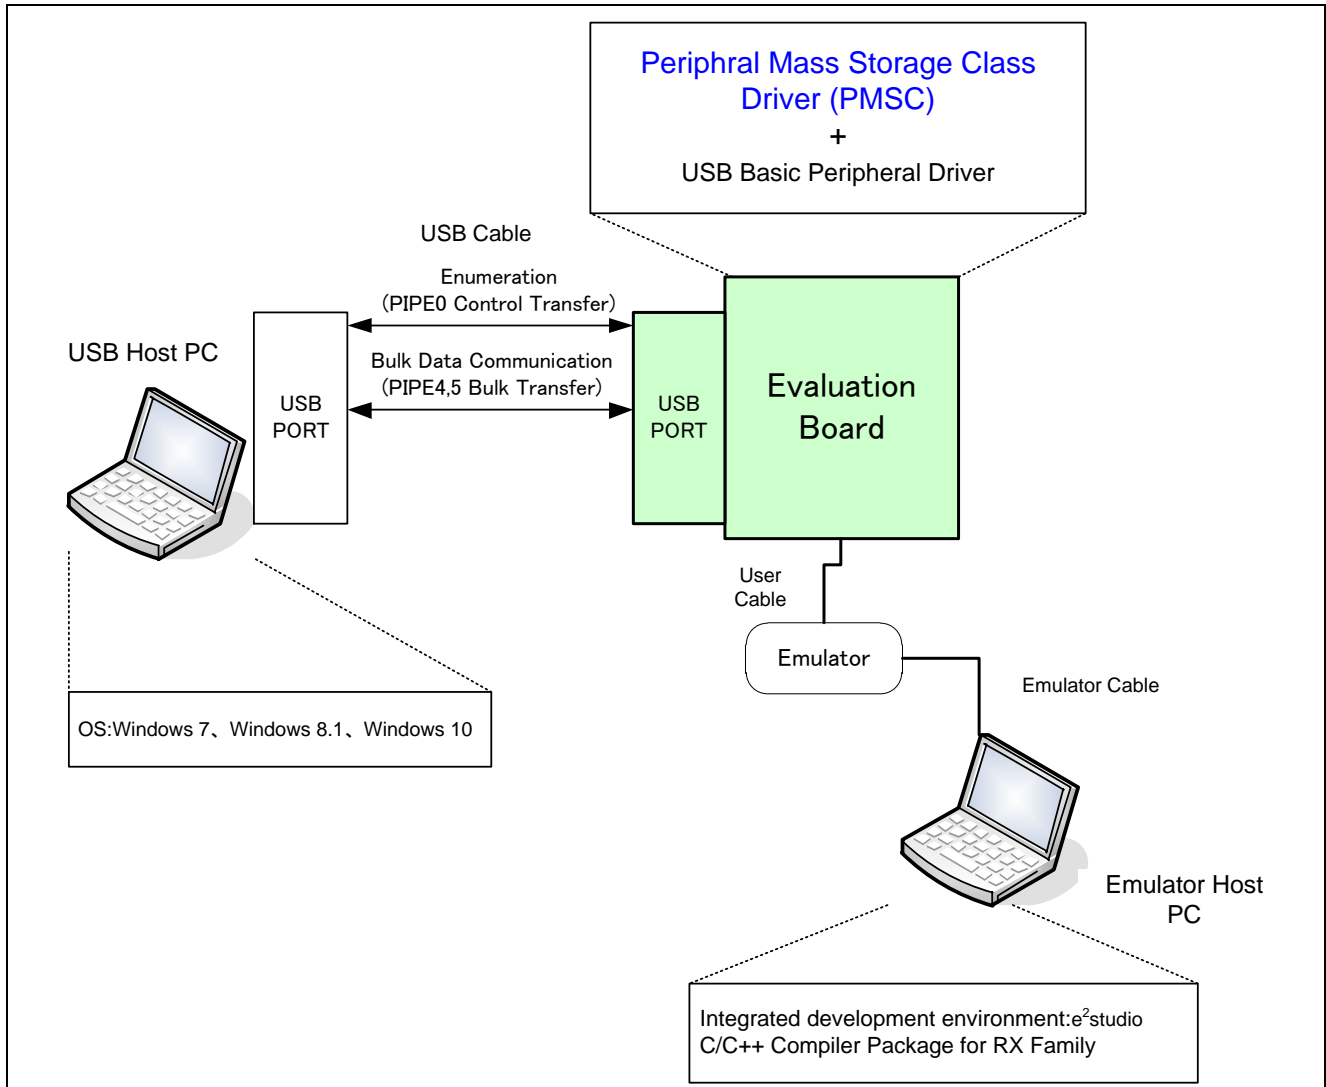 Periphral Mass Storage Class
Driver (PMSC)
+
USB Basic Peripheral Driver
USB Cable
Enumeration
(PIPE0 Control Transfer)
USB Host PC
Bulk Data Communication
(PIPE4,5 Bulk Transfer)
USB
PORT
USB
PORT
Evaluation
Board
User
Cable
Emulator
Emulator Cable
OS:Windows 7、Windows 8.1、Windows 10
Emulator Host
PC
Integrated development environment:e²studio
C/C++ Compiler Package for RX Family